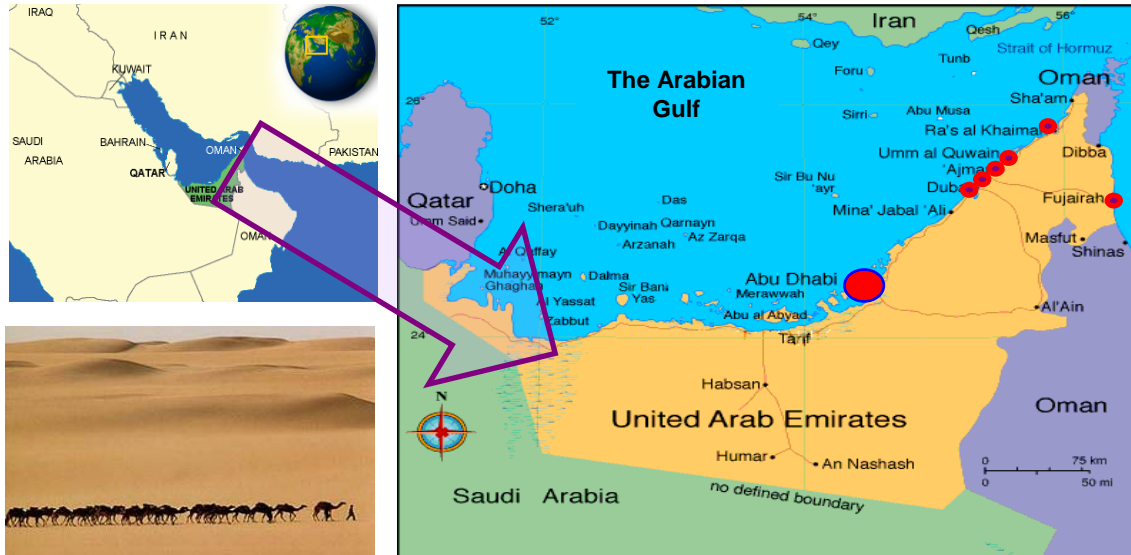 IRAQ
IRAN
KUWAIT
SAUDI
ARABIA
BAHRAIN
QATAR
OMAN
PAKISTAN
UNITED ARAB
EMIRATES
OMAN
52
54
56
Iran
Qesh
Qey
Tunb
Strait of Hormuz
Foru
Oman
The Arabian
Gulf
Sha'am
Sirri
Abu Musa
Ra's al Khaima
Umm al Quwain
Dibba
'Ajma
Sir Bu Nu
'ayr
Duba
Doha
Qatar
Das
Fujairah
Shera'uh
Mina' Jabal 'Ali
Umm Said
Dayyinah
Qarnayn
Masfut
Az Zarqa
Arzanah
Shinas
Al Qaffay
Muhayyimayn
Ghaghah
Dalma
Abu Dhabi
Sir Bani
Yas
Merawwah
Al Yassat
Al'Ain
Abu al Abyad
Zabbut
24
Tarif
Habsan
N
United Arab Emirates
Oman
Humar
An Nashash
0
75 km
0
50 mi
Saudi Arabia
no defined boundary